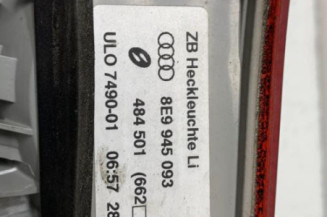 ZB Heckleuchte Li
8E9 945 093
484 501 (662
ULO 7490-01 06:57 28